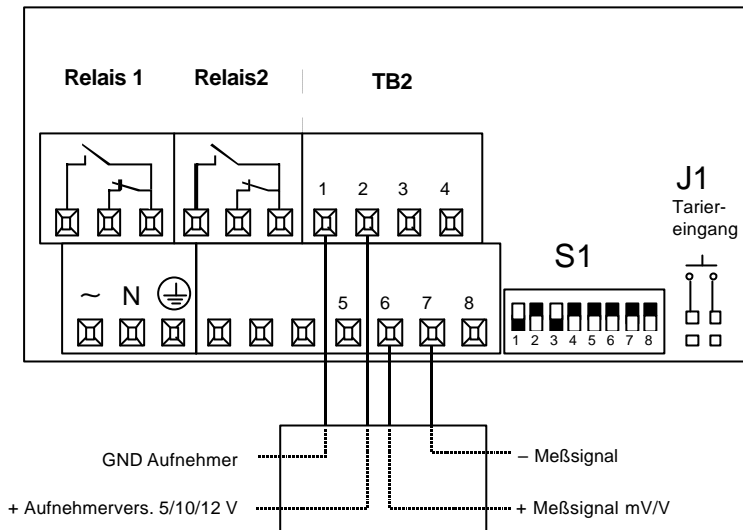 Relais 1 Relais2 TB2
1 2 3 4
J1
Tarier-
eingang
S1
~ N
5 6 7 8
1 2 3 4 5 6 7 8
GND Aufnehmer – Meßsignal
+ Aufnehmervers. 5/10/12 V + Meßsignal mV/V